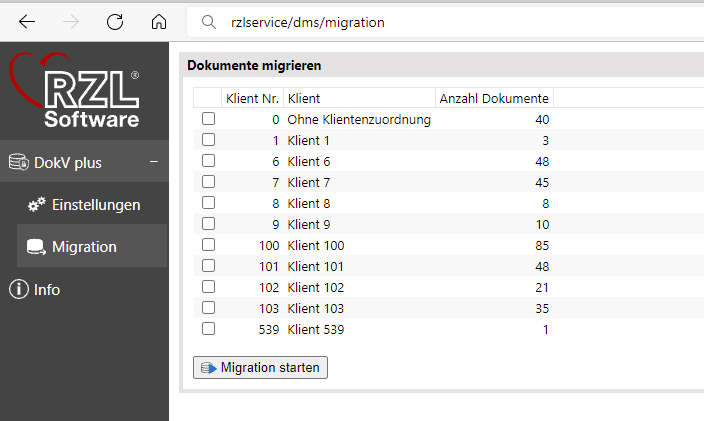 rzlservice/dms/migration
RZL®
Software
DokV plus –
Einstellungen
Migration
Info
Dokumente migrieren
Klient Nr. Klient Anzahl Dokumente
0 Ohne Klientenzuordnung 40
1 Klient 1 3
6 Klient 6 48
7 Klient 7 45
8 Klient 8 8
9 Klient 9 10
100 Klient 100 85
101 Klient 101 48
102 Klient 102 21
103 Klient 103 35
539 Klient 539 1
Migration starten